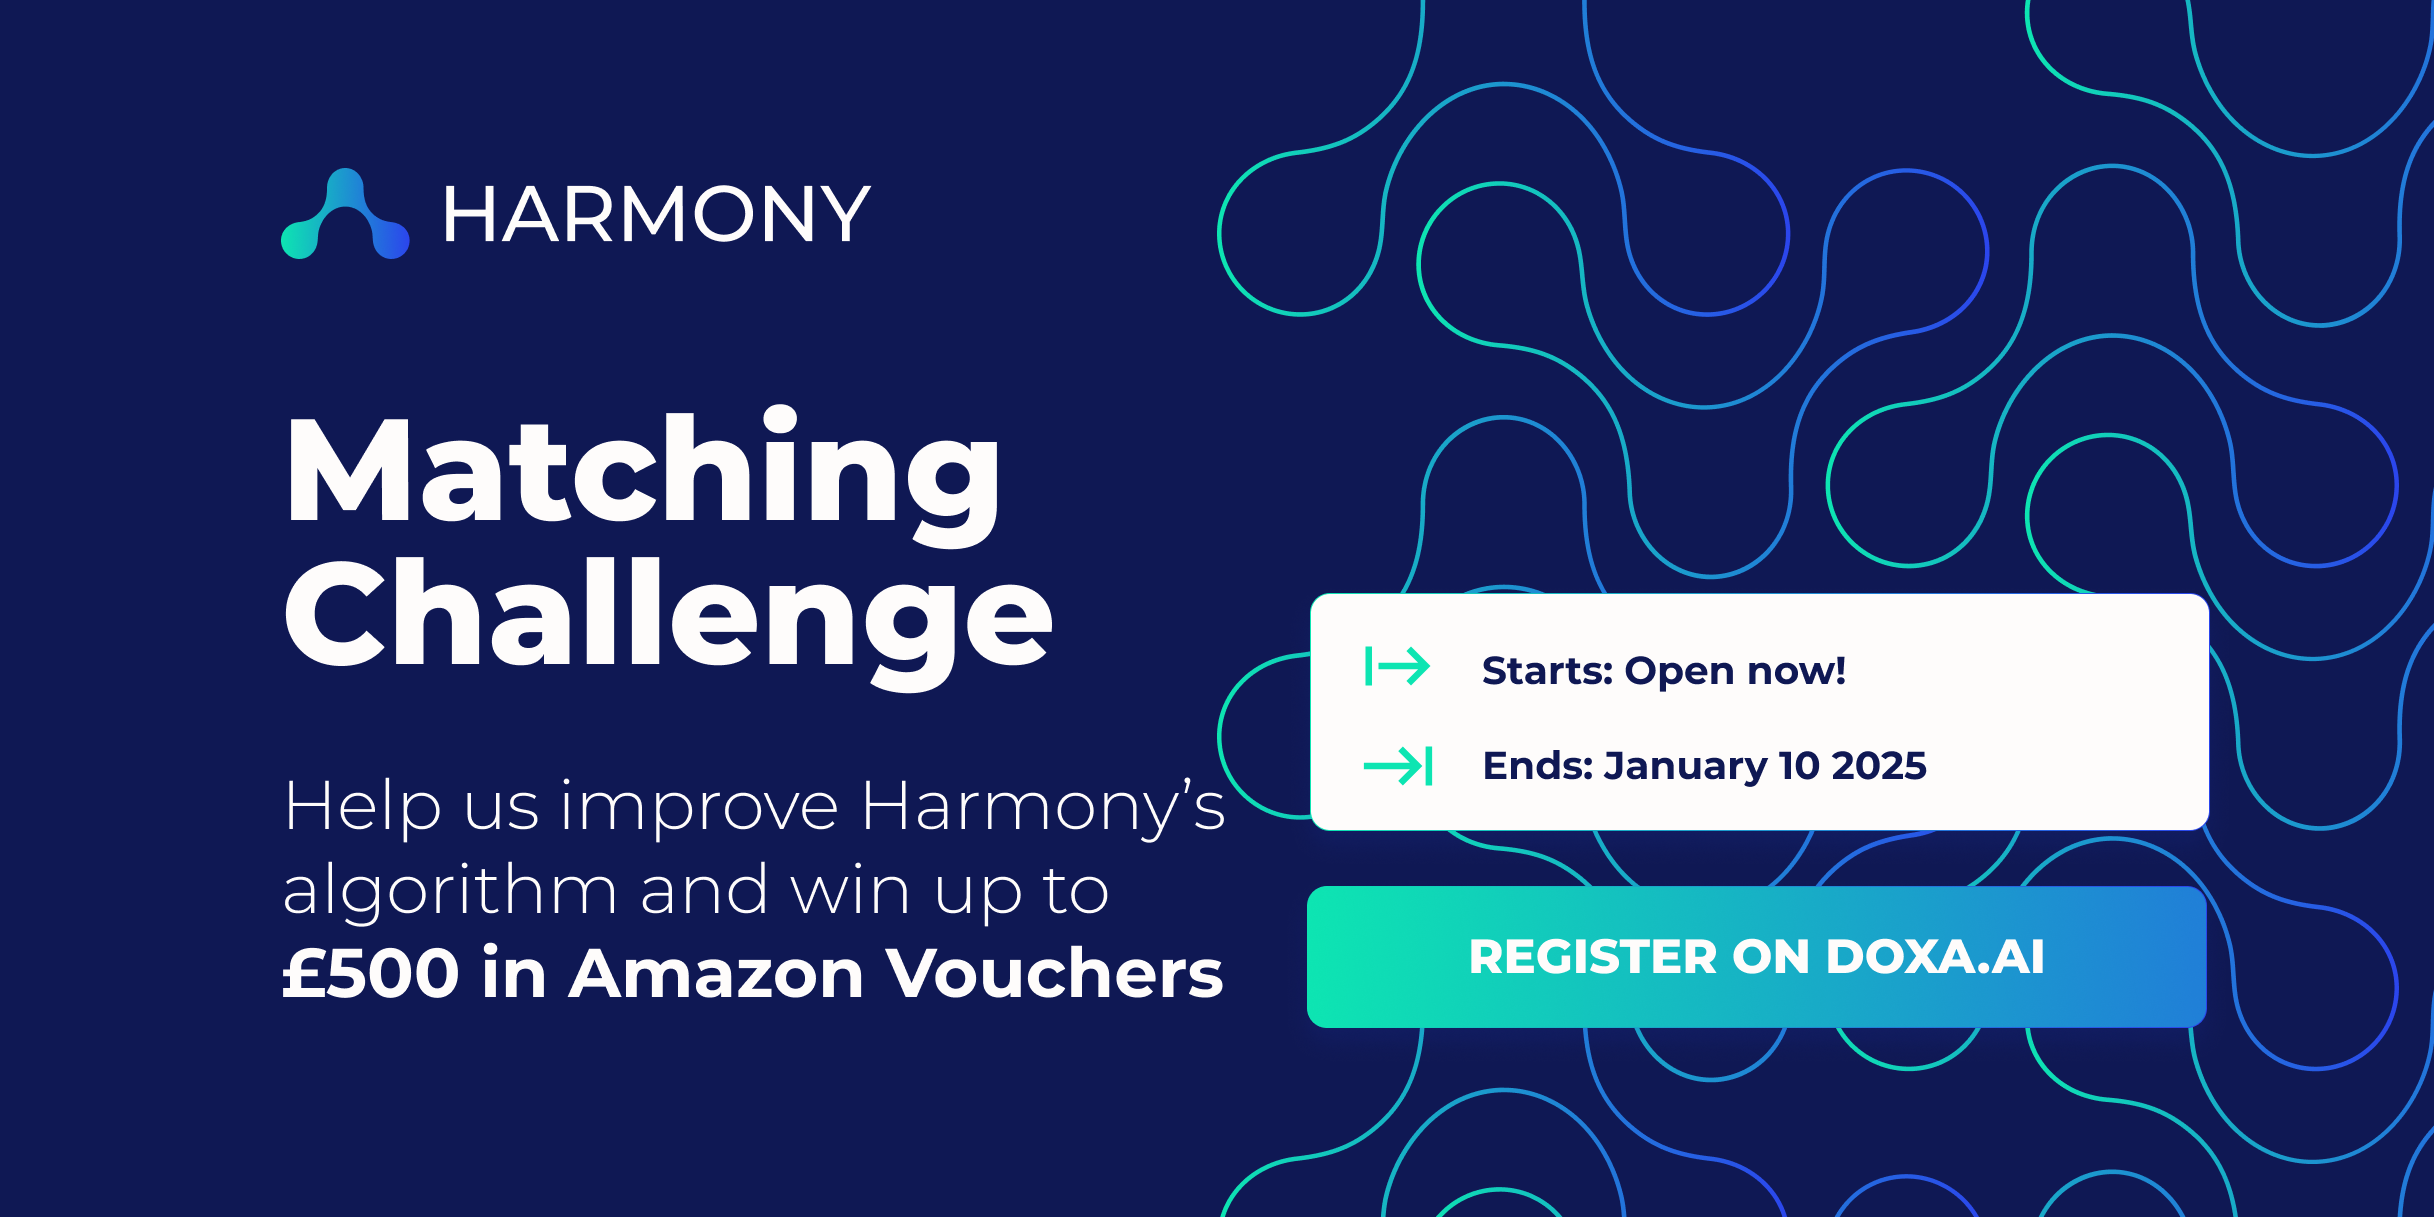 HARMONY
Matching
Challenge
Help us improve Harmony’s
algorithm and win up to
£500 in Amazon Vouchers
Starts: Open now!
Ends: January 10 2025
REGISTER ON DOXA.AI